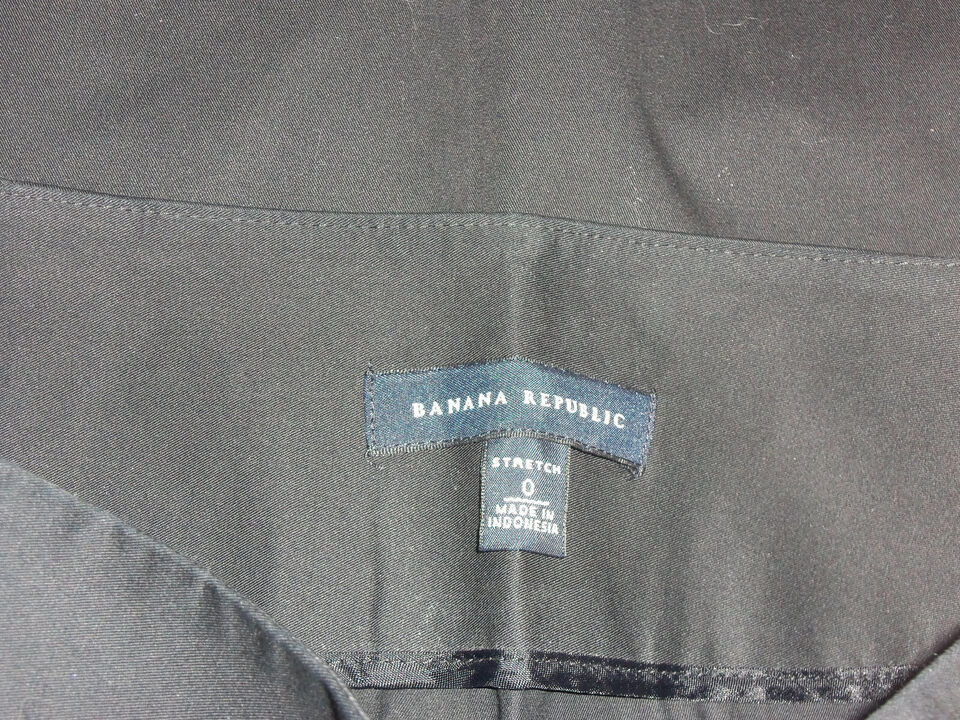 BANANA REPUBLIC
STRETCH
0
MADE IN
INDONESIA